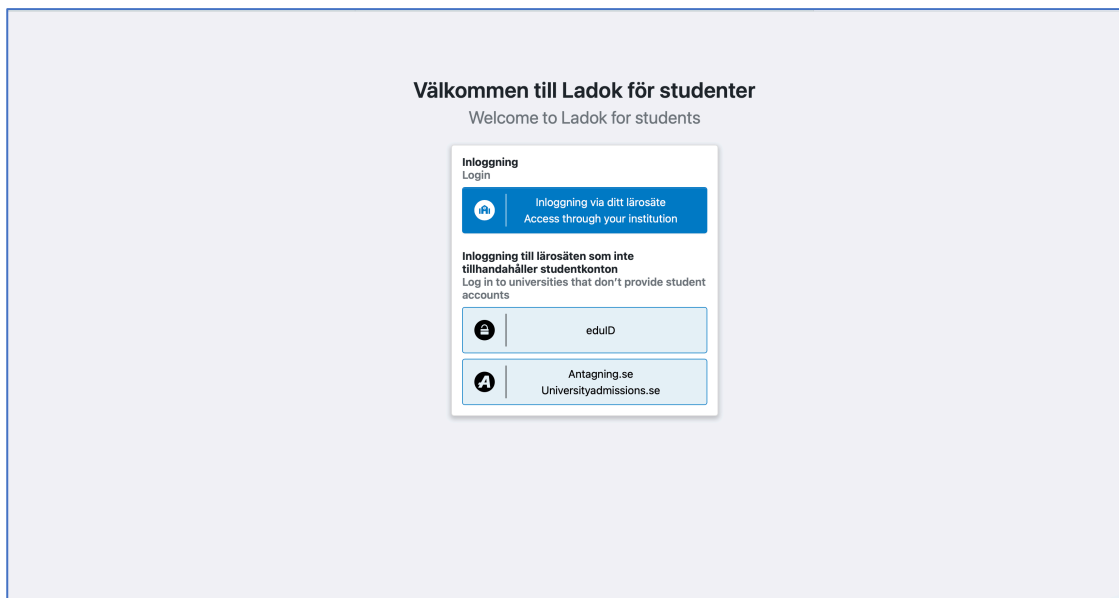 Välkommen till Ladok för studenter
Welcome to Ladok for students
Inloggning
Login
Inloggning via ditt lärosäte
Access through your institution
Inloggning till lärosäten som inte
tillhandahåller studentkonton
Log in to universities that don't provide student
accounts
eduID
Antagning.se
Universityadmissions.se